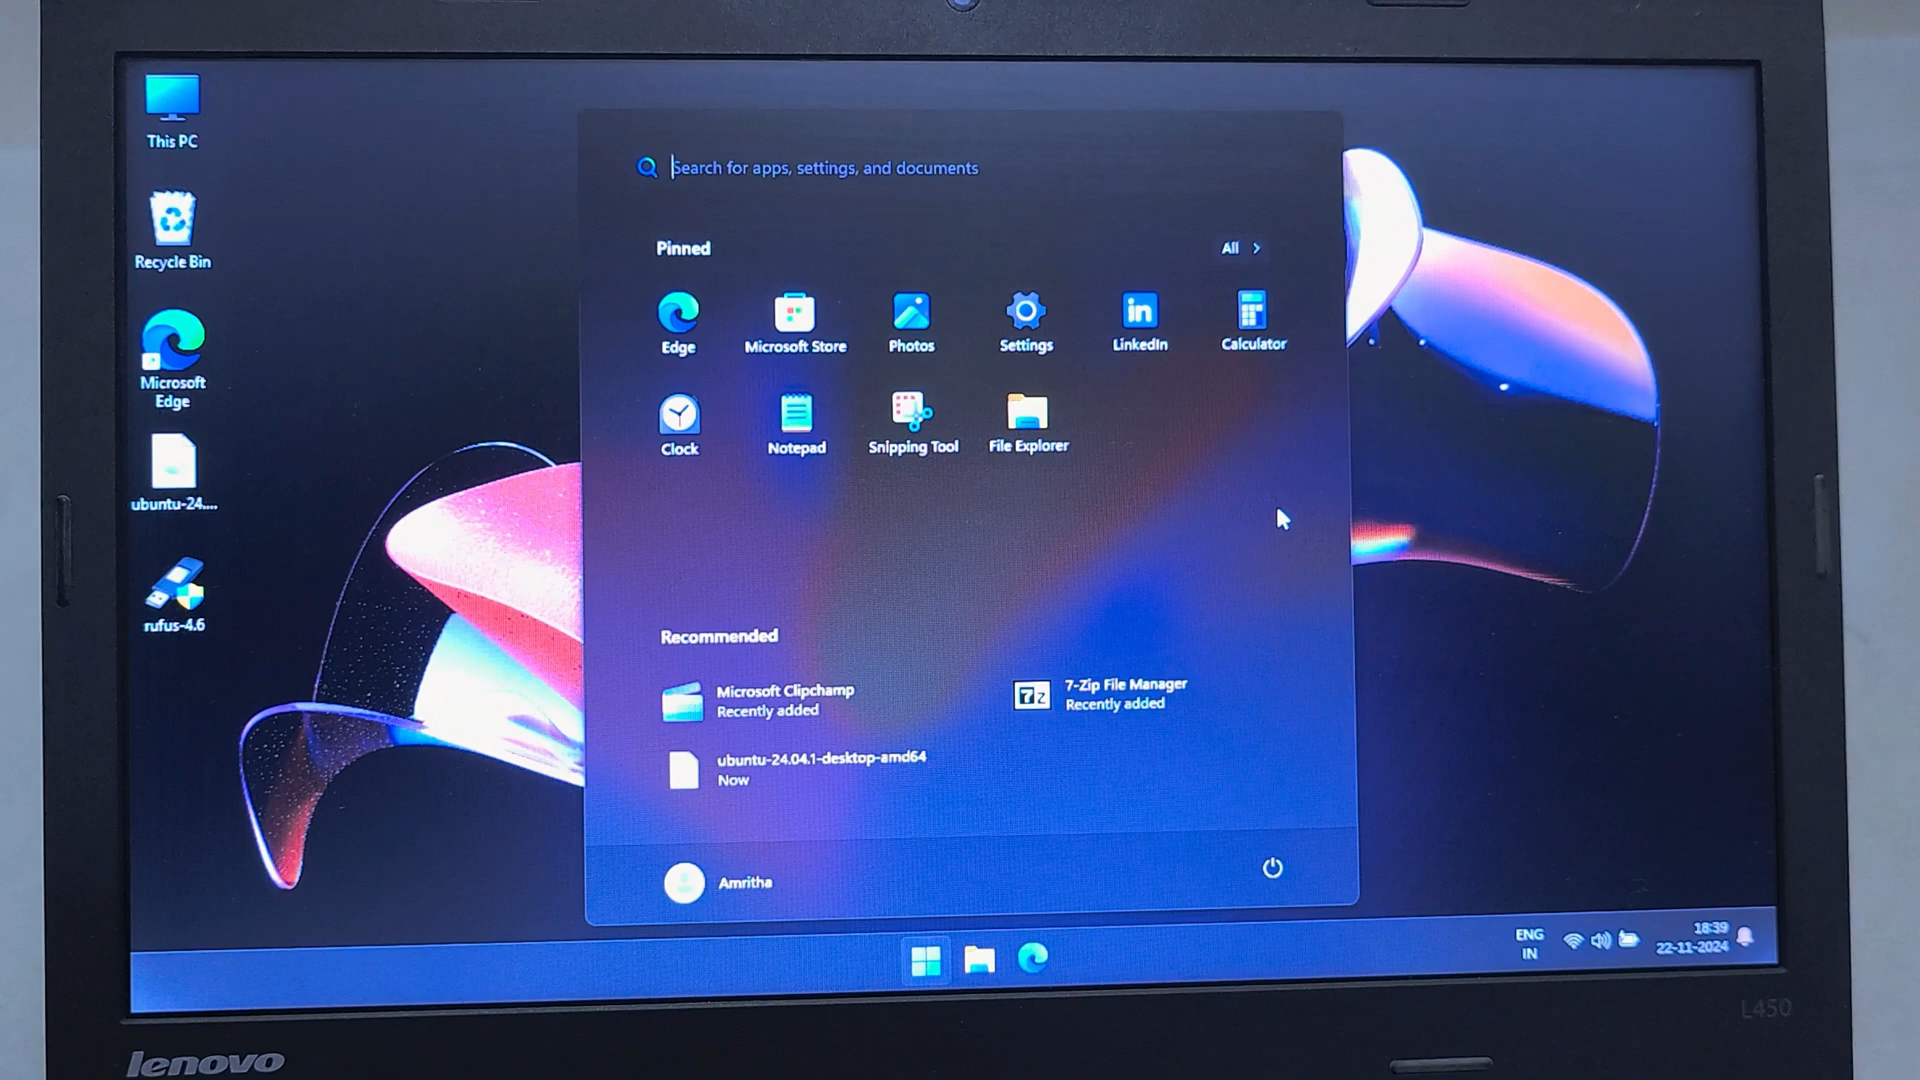 This PC
Recycle Bin
Microsoft
Edge
ubuntu-24....
rufus-4.6
Search for apps, settings, and documents
Pinned
All
Edge
Microsoft Store
Photos
Settings
in
LinkedIn
Calculator
Clock
Notepad
Snipping Tool
File Explorer
Recommended
Microsoft Clipchamp
Recently added
7z
7-Zip File Manager
Recently added
ubuntu-24.04.1-desktop-amd64
Now
Amritha
ENG
IN
18:39
22-11-2024
L450
lenovo